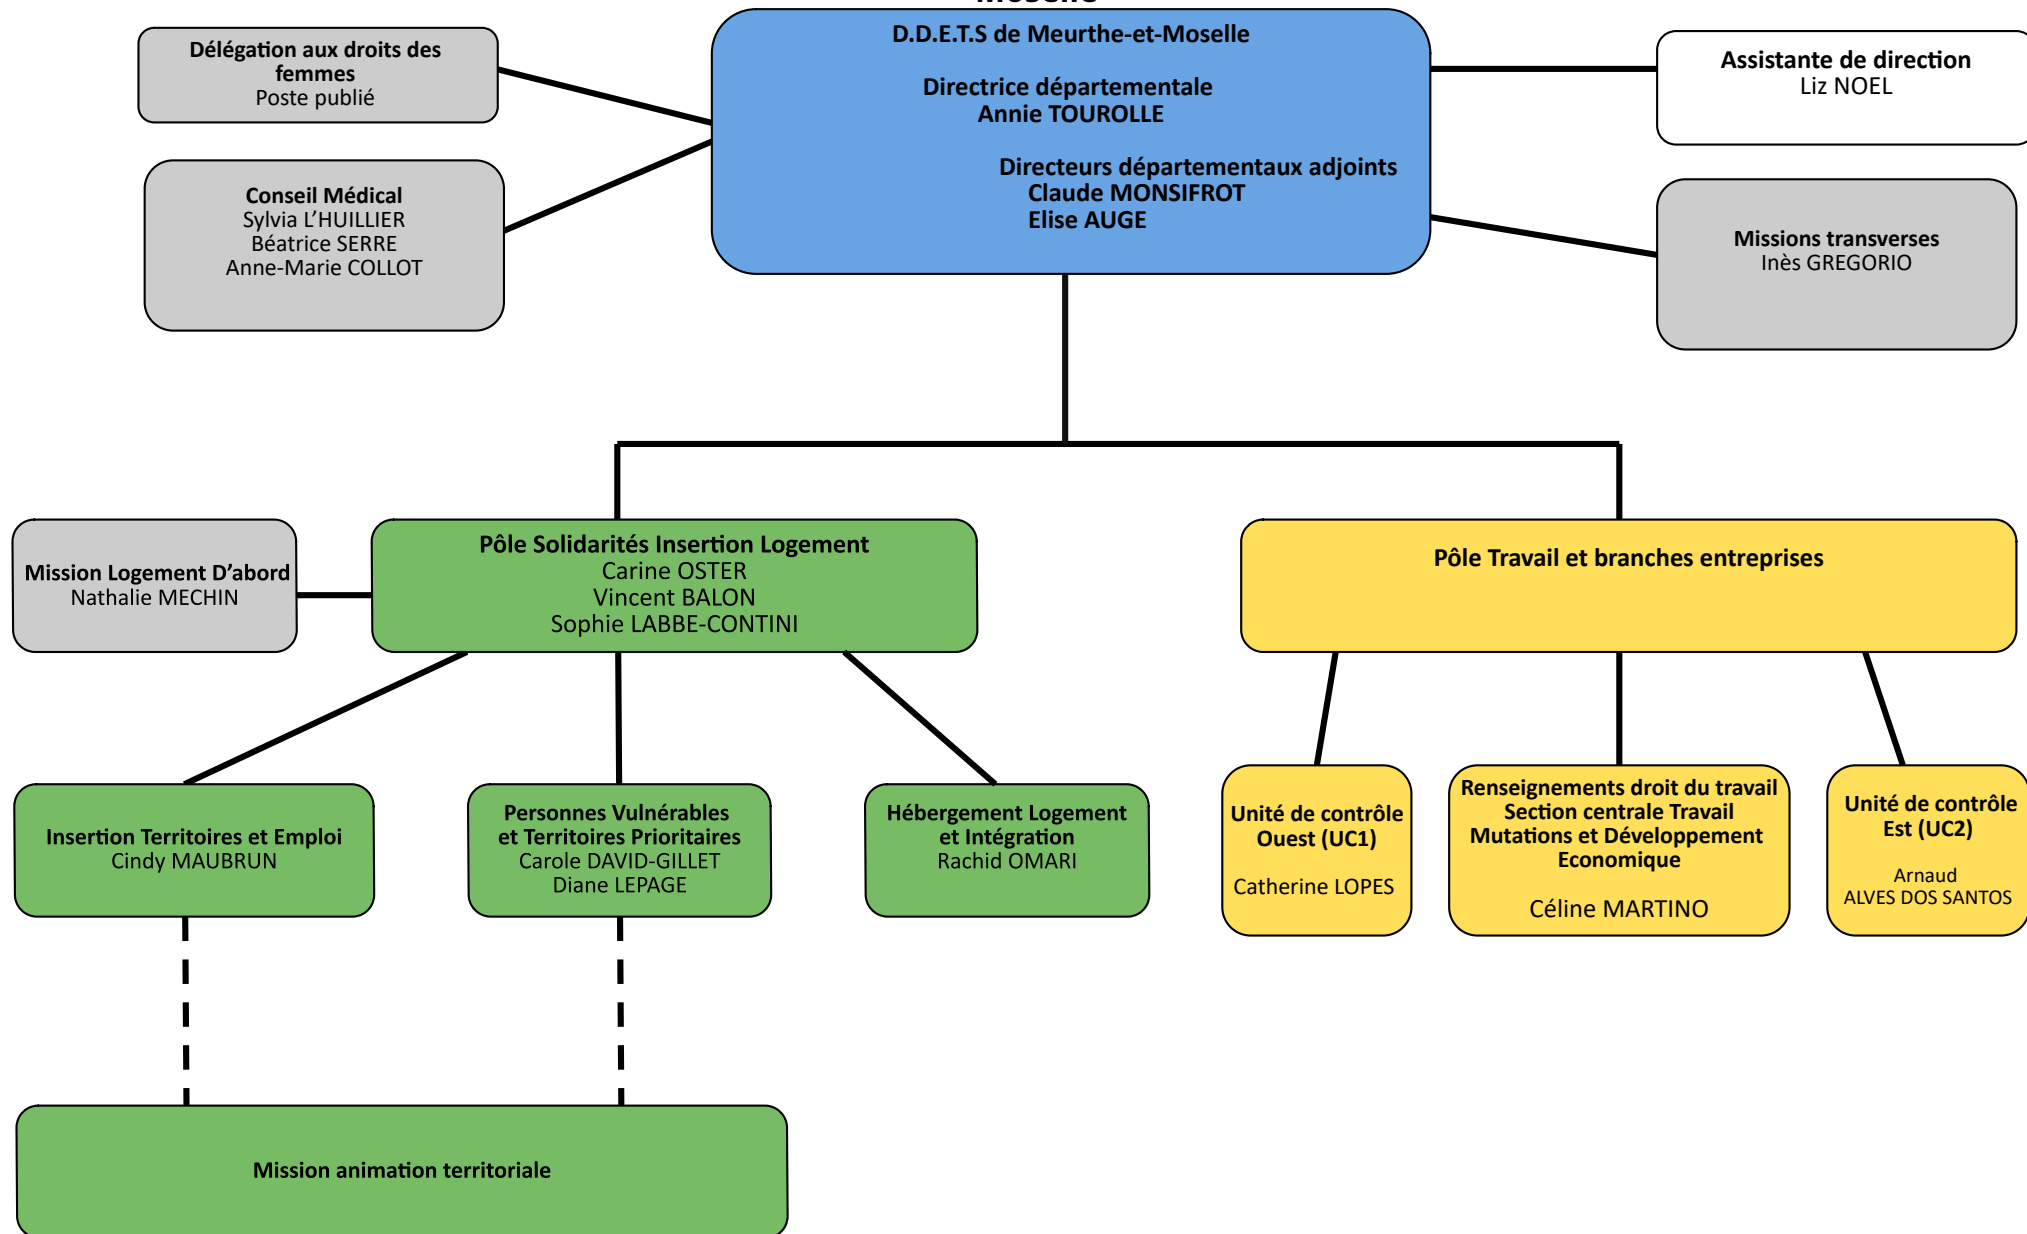 Moselle
D.D.E.T.S de Meurthe-et-Moselle
Directrice départementale
Annie TOUROLLE
Directeurs départementaux adjoints
Claude MONSIFROT
Elise AUGE
Délégation aux droits des
femmes
Poste publié
Conseil Médical
Sylvia L’HUILLIER
Béatrice SERRE
Anne-Marie COLLOT
Assistante de direction
Liz NOEL
Missions transverses
Inès GREGORIO
Mission Logement D’abord
Nathalie MECHIN
Pôle Solidarités Insertion Logement
Carine OSTER
Vincent BALON
Sophie LABBE-CONTINI
Pôle Travail et branches entreprises
Insertion Territoires et Emploi
Cindy MAUBRUN
Personnes Vulnérables
et Territoires Prioritaires
Carole DAVID-GILLET
Diane LEPAGE
Hébergement Logement
et Intégration
Rachid OMARI
Unité de contrôle
Ouest (UC1)
Catherine LOPES
Renseignements droit du travail
Section centrale Travail
Mutations et Développement
Economique
Céline MARTINO
Unité de contrôle
Est (UC2)
Arnaud
ALVES DOS SANTOS
Mission animation territoriale